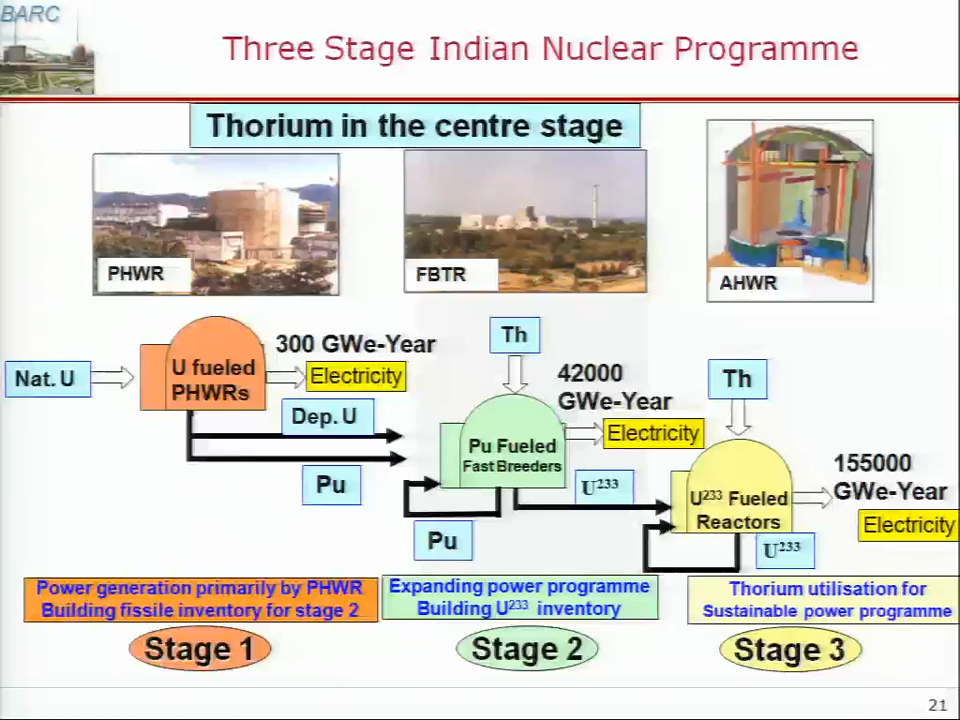 BARC
Three Stage Indian Nuclear Programme
Thorium in the centre stage
PHWR
FBTR
AHWR
Nat. U
U fueled
PHWRs
300 GWe-Year
Electricity
Dep. U
Pu
Th
42000
GWe-Year
Electricity
Pu Fueled
Fast Breeders
U²³³
Pu
Th
155000
GWe-Year
Electricity
U²³³ Fueled
Reactors
U²³³
Power generation primarily by PHWR
Building fissile inventory for stage 2
Expanding power programme
Building U²³³ inventory
Thorium utilisation for
Sustainable power programme
Stage 1
Stage 2
Stage 3
21